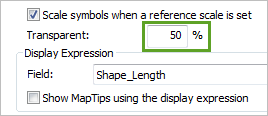 Scale symbols when a reference scale is set
Transparent: 50 %
Display Expression
Field: Shape_Length
Show MapTips using the display expression